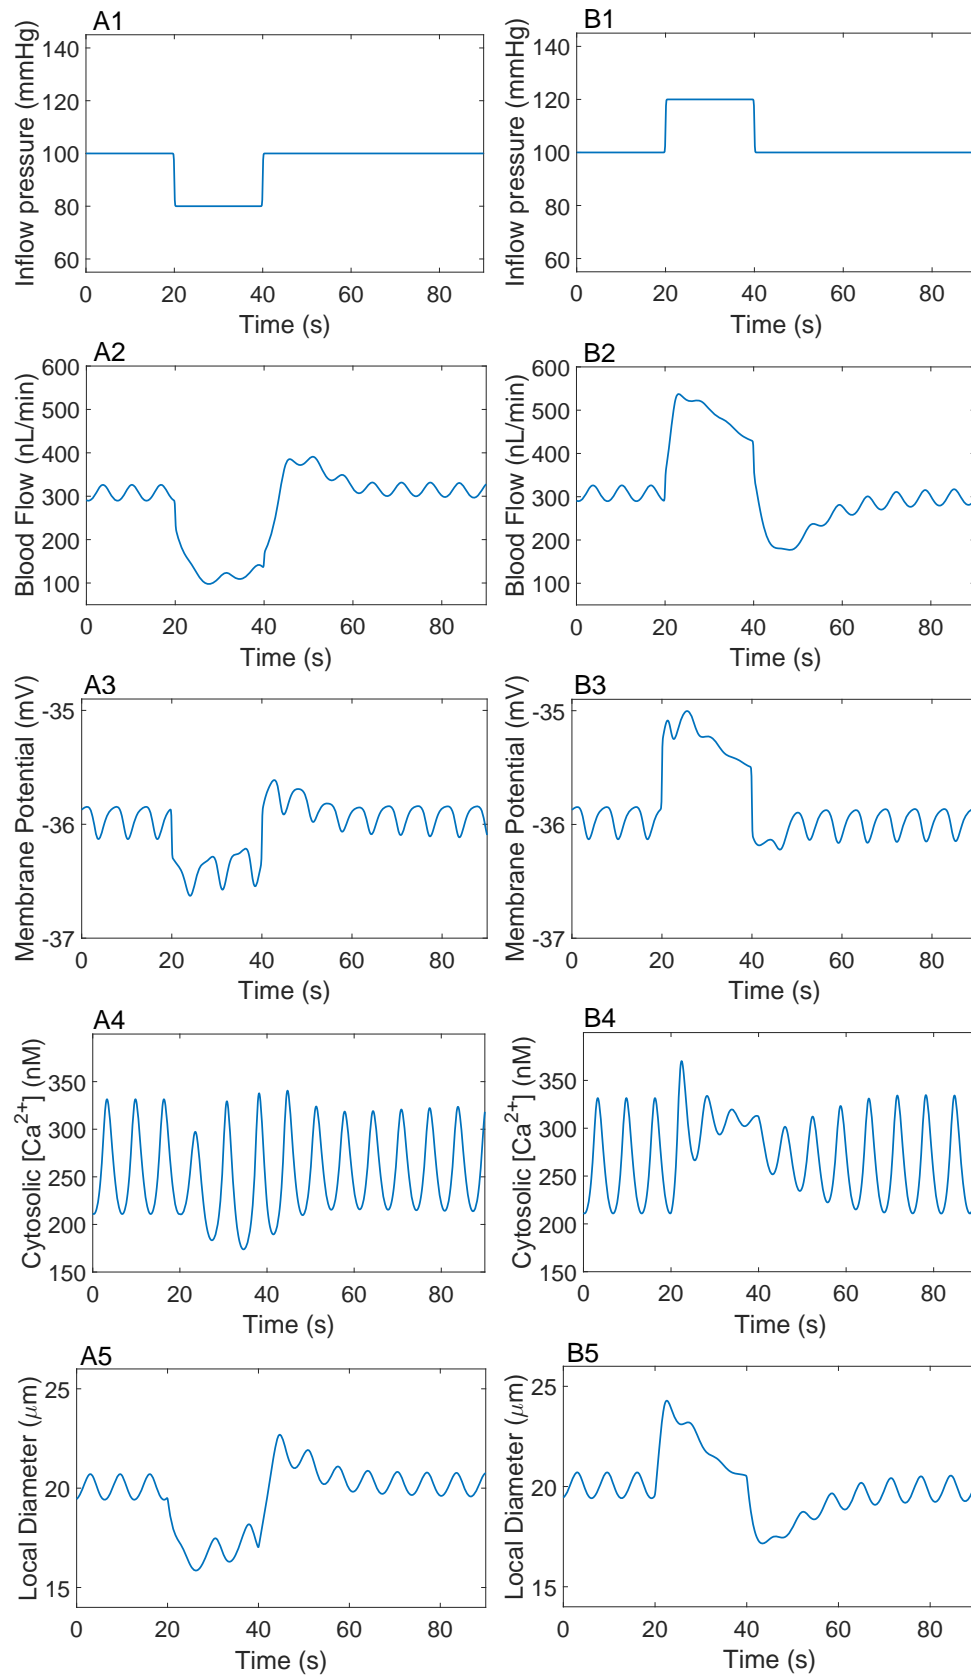 A1
Inflow pressure (mmHg)
140
120
100
80
60
0 20 40 60 80
Time (s)
B1
Inflow pressure (mmHg)
140
120
100
80
60
0 20 40 60 80
Time (s)
A2
Blood Flow (nL/min)
600
500
400
300
200
100
0 20 40 60 80
Time (s)
B2
Blood Flow (nL/min)
600
500
400
300
200
100
0 20 40 60 80
Time (s)
A3
Membrane Potential (mV)
-35
-36
-37
0 20 40 60 80
Time (s)
B3
Membrane Potential (mV)
-35
-36
-37
0 20 40 60 80
Time (s)
A4
Cytosolic [Ca²⁺] (nM)
350
300
250
200
150
0 20 40 60 80
Time (s)
B4
Cytosolic [Ca²⁺] (nM)
350
300
250
200
150
0 20 40 60 80
Time (s)
A5
Local Diameter (μm)
25
20
15
0 20 40 60 80
Time (s)
B5
Local Diameter (μm)
25
20
15
0 20 40 60 80
Time (s)